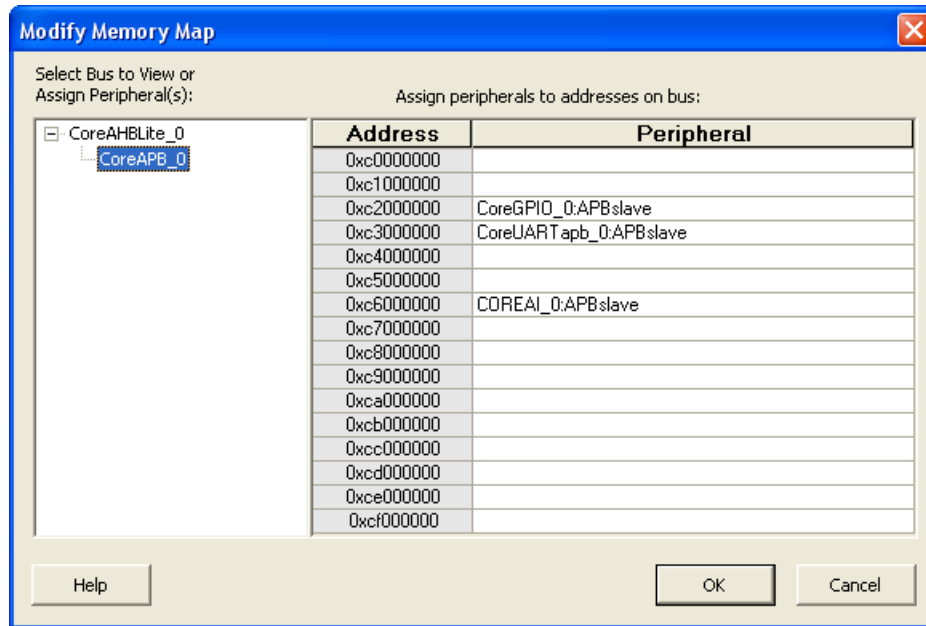 Modify Memory Map
Select Bus to View or
Assign Peripheral(s):
Assign peripherals to addresses on bus:
CoreAHBLite_0
CoreAPB_0
Address Peripheral
0xc0000000
0xc1000000
0xc2000000 CoreGPIO_0:APBslave
0xc3000000 CoreUARTapb_0:APBslave
0xc4000000
0xc5000000
0xc6000000 COREAI_0:APBslave
0xc7000000
0xc8000000
0xc9000000
0xca000000
0xcb000000
0xcc000000
0xcd000000
0xce000000
0xcf000000
Help OK Cancel